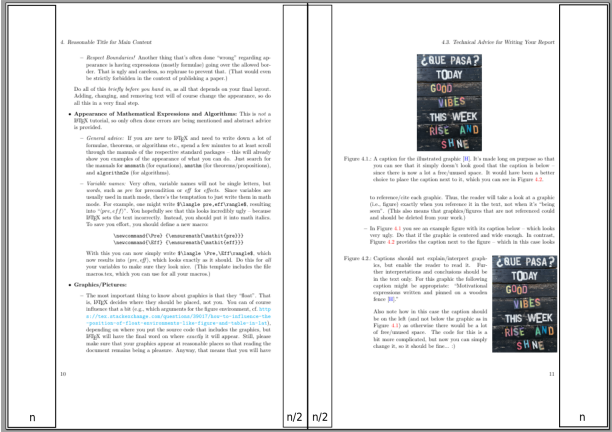 4. Reasonable Title for Main Content
– Respect Boundaries! Another thing that's often done "wrong" regarding ap-
pearance is having expressions (mostly formulae) going over the allowed bor-
der. That is ugly and careless, so rephrase to prevent that. (That would even
be strictly forbidden in the context of publishing a paper.)
Do all of this briefly before you hand in, as all that depends on your final layout.
Adding, changing, and removing text will of course change the appearance, so do
all this in a very final step.
• Appearance of Mathematical Expressions and Algorithms: This is not a
LATEX tutorial, so only often done errors are being mentioned and abstract advice
is provided.
– General advice: If you are new to LATEX and need to write down a lot of
formulae, theorems, or algorithms etc., spend a few minutes to at least scroll
through the manuals of the respective standard packages – this will already
show you examples of the appearance of what you can do. Just search for
the manuals for amsmath (for equations), amsthm (for theorems/propositions),
and algorithm2e (for algorithms).
– Variable names: Very often, variable names will not be single letters, but
words, such as pre for precondition or eff for effects. Since variables are
usually used in math mode, there's the temptation to just write them in math
mode. For example, one might write $\langle pre,eff\rangle$, resulting
into "⟨pre, eff⟩". You hopefully see that this looks incredibly ugly – because
LATEX sets the text incorrectly. Instead, you should put it into math italics.
To save you effort, you should define a new macro:
\newcommand{\Pre} {\ensuremath{\mathit{pre}}}
\newcommand{\Eff} {\ensuremath{\mathit{eff}}}
With this you can now simply write $\langle \Pre,\Eff\rangle$, which
now results into ⟨pre, eff⟩, which looks exactly as it should. Do this for all
your variables to make sure they look nice. (This template includes the file
macros.tex, which you can use for all your macros.)
• Graphics/Pictures:
– The most important thing to know about graphics is that they "float". That
is, LATEX decides where they should be placed, not you. You can of course
influence that a bit (e.g., which arguments for the figure environment, cf. http
s://tex.stackexchange.com/questions/39017/how-to-influence-the
-position-of-float-environments-like-figure-and-table-in-lat),
depending on where you put the source code that includes the graphics, but
LATEX will have the final word on where exactly it will appear. Still, please
make sure that your graphics appear at reasonable places so that reading the
document remains being a pleasure. Anyway, that means that you will have
10
n
n/2
4.3. Technical Advice for Writing Your Report
¿QUE PASA?
TODAY
GOOD
VIBES
THIS WEEK
RISE AND
SHINE
Figure 4.1.: A caption for the illustrated graphic [II]. It's made long on purpose so that
you can see that it simply doesn't look good that the caption is below –
since there is now a lot a free/unused space. It would have been a better
choice to place the caption next to it, which you can see in Figure 4.2.
to reference/cite each graphic. Thus, the reader will take a look at a graphic
(i.e., figure) exactly when you reference it in the text, not when it's "being
seen". (This also means that graphics/figures that are not referenced could
and should be deleted from your work.)
– In Figure 4.1 you see an example figure with its caption below – which looks
very ugly. Do that if the graphic is centered and wide enough. In contrast,
Figure 4.2 provides the caption next to the figure – which in this case looks
Figure 4.2.: Captions should not explain/interpret graph-
ics, but enable the reader to read it. Fur-
ther interpretations and conclusions should be
in the text only. For this graphic the following
caption might be appropriate: "Motivational
expressions written and pinned on a wooden
fence [II]."
Also note how in this case the caption should
be on the left (and not below the graphic as in
Figure 4.1) as otherwise there would be a lot
of free/unused space. The code for this is a
bit more complicated, but now you can simply
change it, so it should be fine... :)
¿QUE PASA?
TODAY
GOOD
VIBES
THIS WEEK
RISE AND
SHINE
11
n/2
n